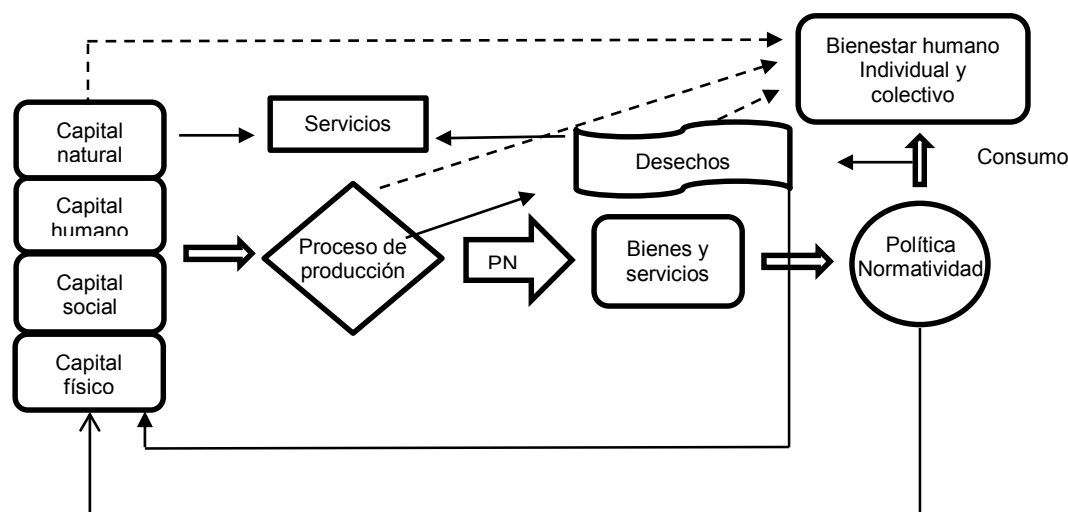 Bienestar humano
Individual y
colectivo
Capital
natural
Servicios
Desechos
Consumo
Capital
humano
Proceso de
producción
PN
Bienes y
servicios
Política
Normatividad
Capital
social
Capital
físico